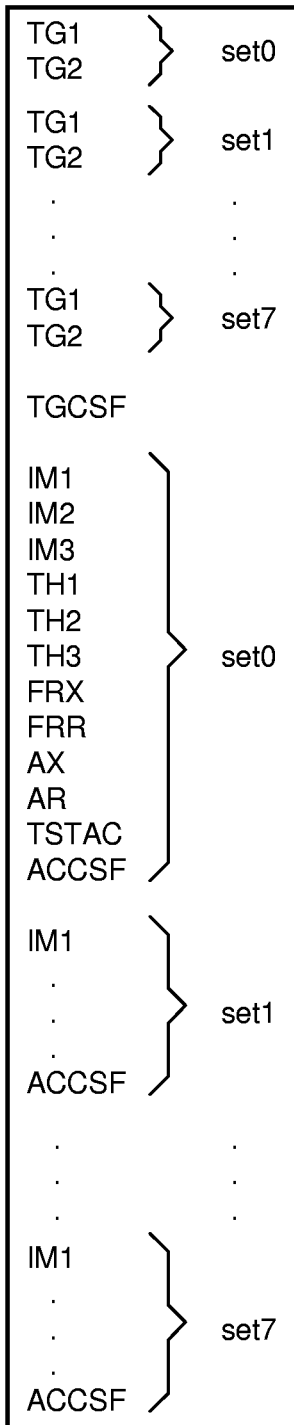 TG1
TG2
set0
TG1
TG2
set1
. .
. .
. .
TG1
TG2
set7
TGCSF
IM1
IM2
IM3
TH1
TH2
TH3
set0
FRX
FRR
AX
AR
TSTAC
ACCSF
IM1
.
.
set1
.
ACCSF
. .
. .
. .
IM1
.
.
set7
.
ACCSF